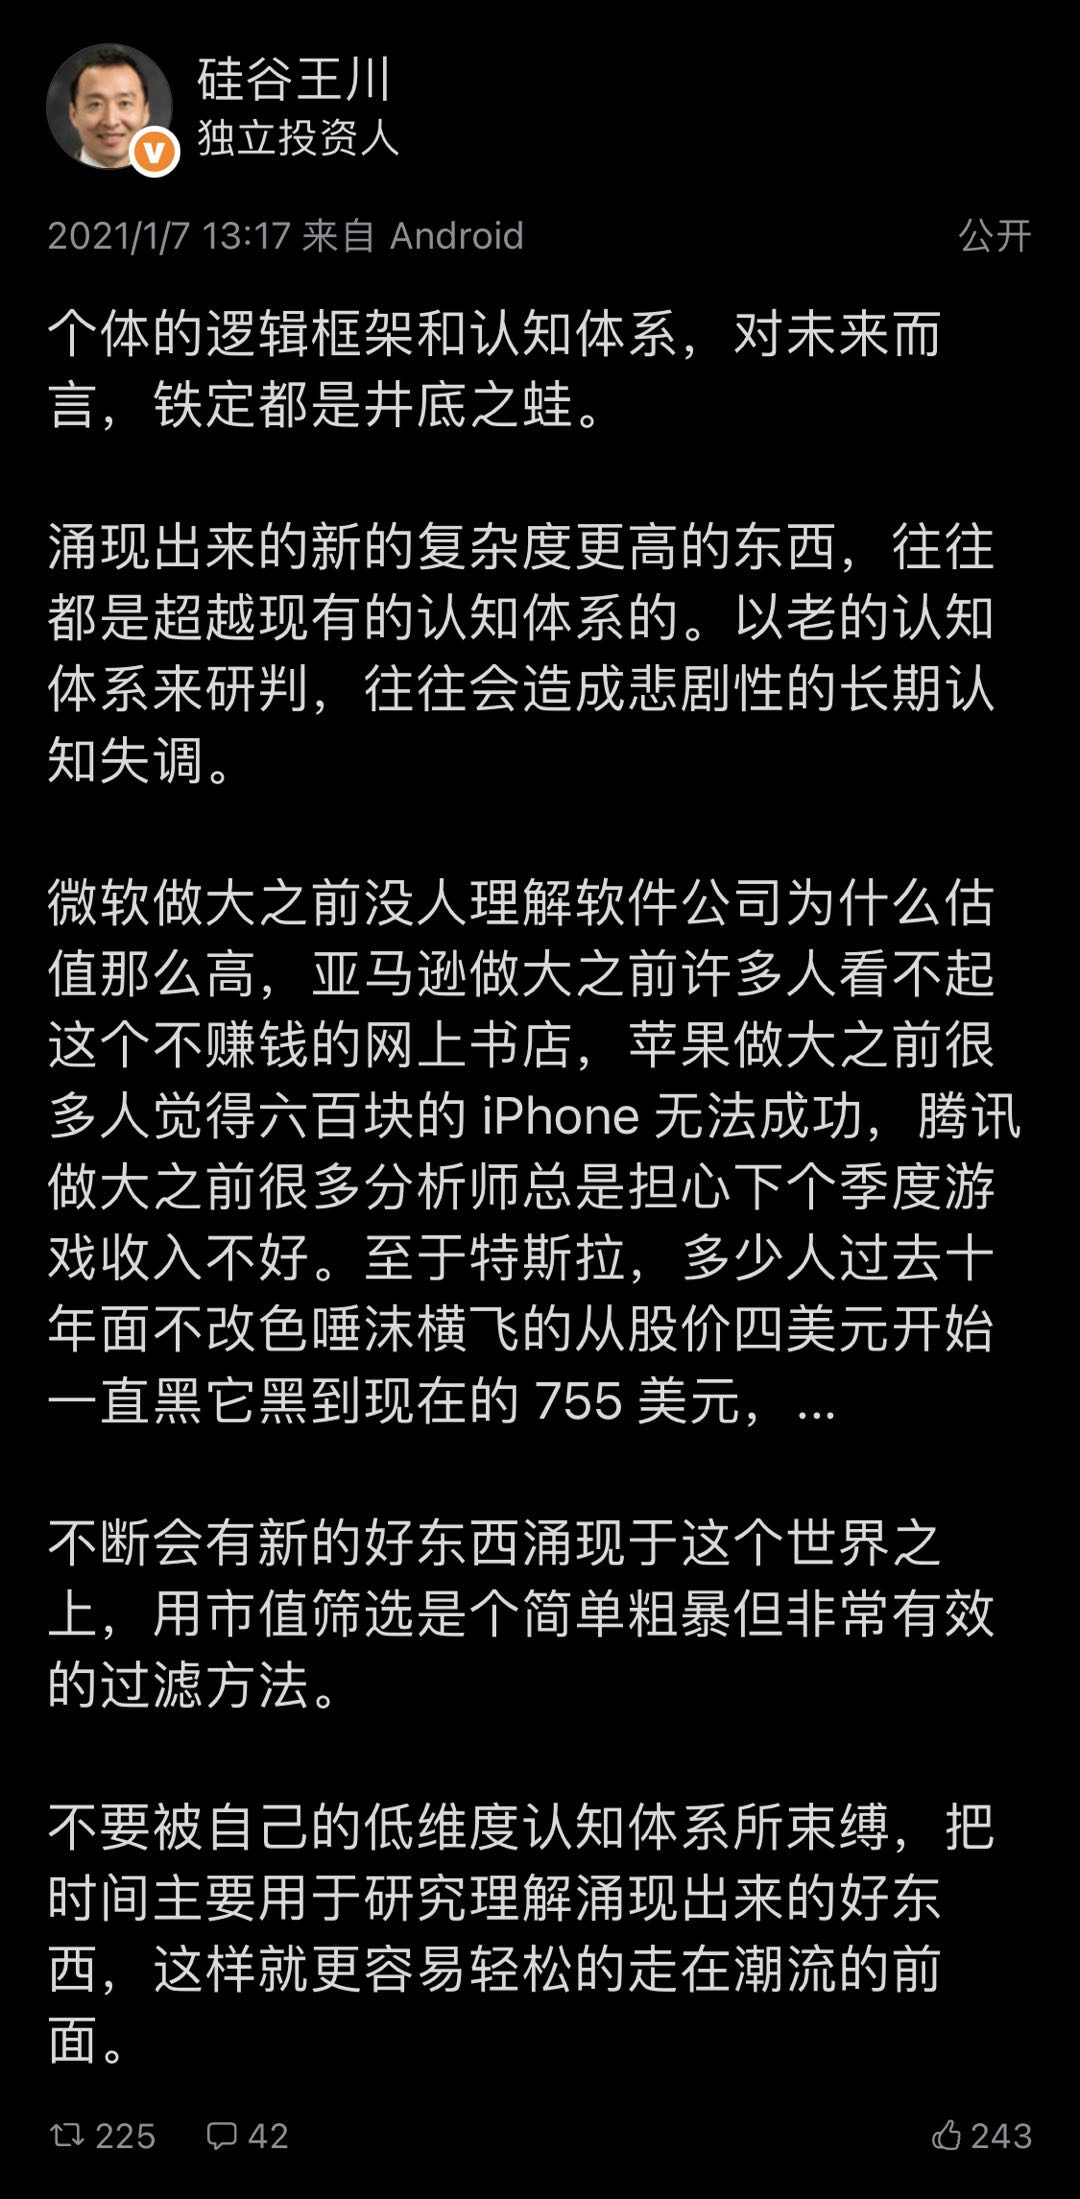 硅谷王川
独立投资人
2021/1/7 13:17 来自 Android 公开
个体的逻辑框架和认知体系，对未来而
言，铁定都是井底之蛙。
涌现出来的新的复杂度更高的东西，往往
都是超越现有的认知体系的。以老的认知
体系来研判，往往会造成悲剧性的长期认
知失调。
微软做大之前没人理解软件公司为什么估
值那么高，亚马逊做大之前许多人看不起
这个不赚钱的网上书店，苹果做大之前很
多人觉得六百块的 iPhone 无法成功，腾讯
做大之前很多分析师总是担心下个季度游
戏收入不好。至于特斯拉，多少人过去十
年面不改色唾沫横飞的从股价四美元开始
一直黑它黑到现在的 755 美元，...
不断会有新的好东西涌现于这个世界之
上，用市值筛选是个简单粗暴但非常有效
的过滤方法。
不要被自己的低维度认知体系所束缚，把
时间主要用于研究理解涌现出来的好东
西，这样就更容易轻松的走在潮流的前
面。
225 42 243